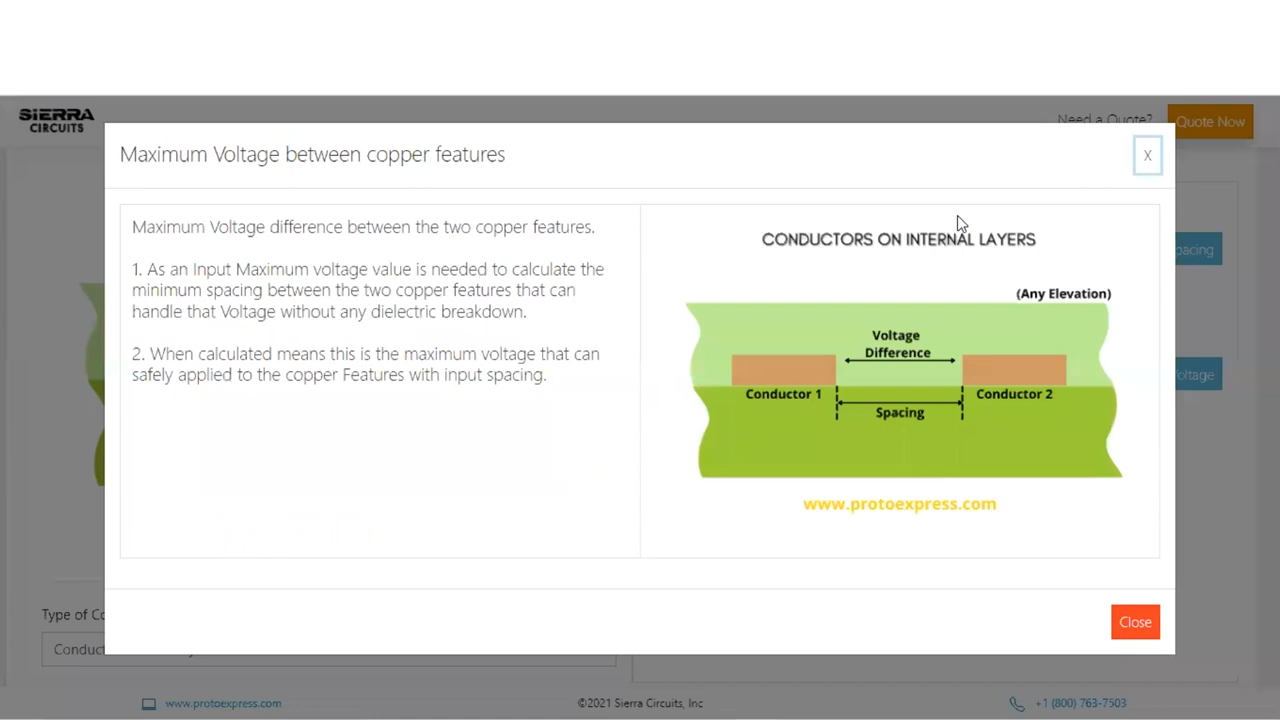 SIERRA
CIRCUITS
Need a Quote?
Quote Now
Maximum Voltage between copper features
X
Maximum Voltage difference between the two copper features.
1. As an Input Maximum voltage value is needed to calculate the
minimum spacing between the two copper features that can
handle that Voltage without any dielectric breakdown.
2. When calculated means this is the maximum voltage that can
safely applied to the copper Features with input spacing.
CONDUCTORS ON INTERNAL LAYERS
(Any Elevation)
Voltage
Difference
Conductor 1
Conductor 2
Spacing
www.protoexpress.com
Close
Type of
www.protoexpress.com
©2021 Sierra Circuits, Inc
+1 (800) 763-7503